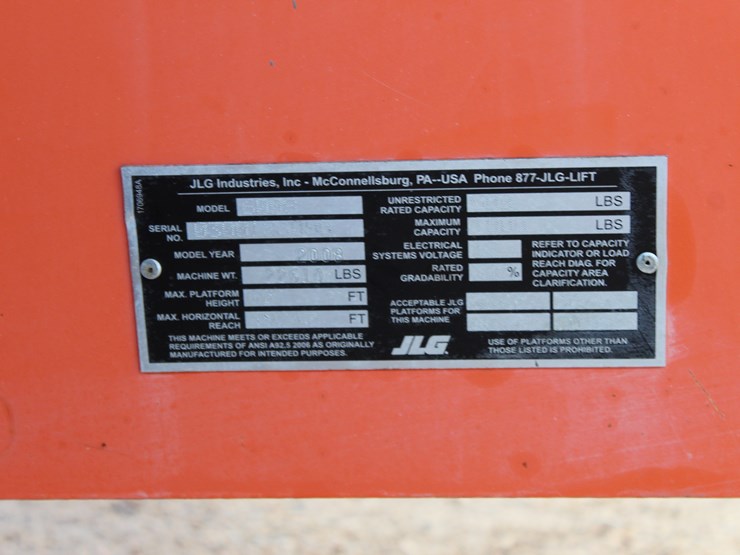 JLG Industries, Inc - McConnellsburg, PA--USA Phone 877-JLG-LIFT
1706948A
MODEL
SERIAL NO.
MODEL YEAR 2008
MACHINE WT. LBS
MAX. PLATFORM HEIGHT FT
MAX. HORIZONTAL REACH FT
THIS MACHINE MEETS OR EXCEEDS APPLICABLE
REQUIREMENTS OF ANSI A92.5 2006 AS ORIGINALLY
MANUFACTURED FOR INTENDED PURPOSES.
UNRESTRICTED
RATED CAPACITY LBS
MAXIMUM
CAPACITY LBS
ELECTRICAL
SYSTEMS VOLTAGE
RATED
GRADABILITY %
REFER TO CAPACITY
INDICATOR OR LOAD
REACH DIAG. FOR
CAPACITY AREA
CLARIFICATION.
ACCEPTABLE JLG
PLATFORMS FOR
THIS MACHINE
JLG
USE OF PLATFORMS OTHER THAN
THOSE LISTED IS PROHIBITED.